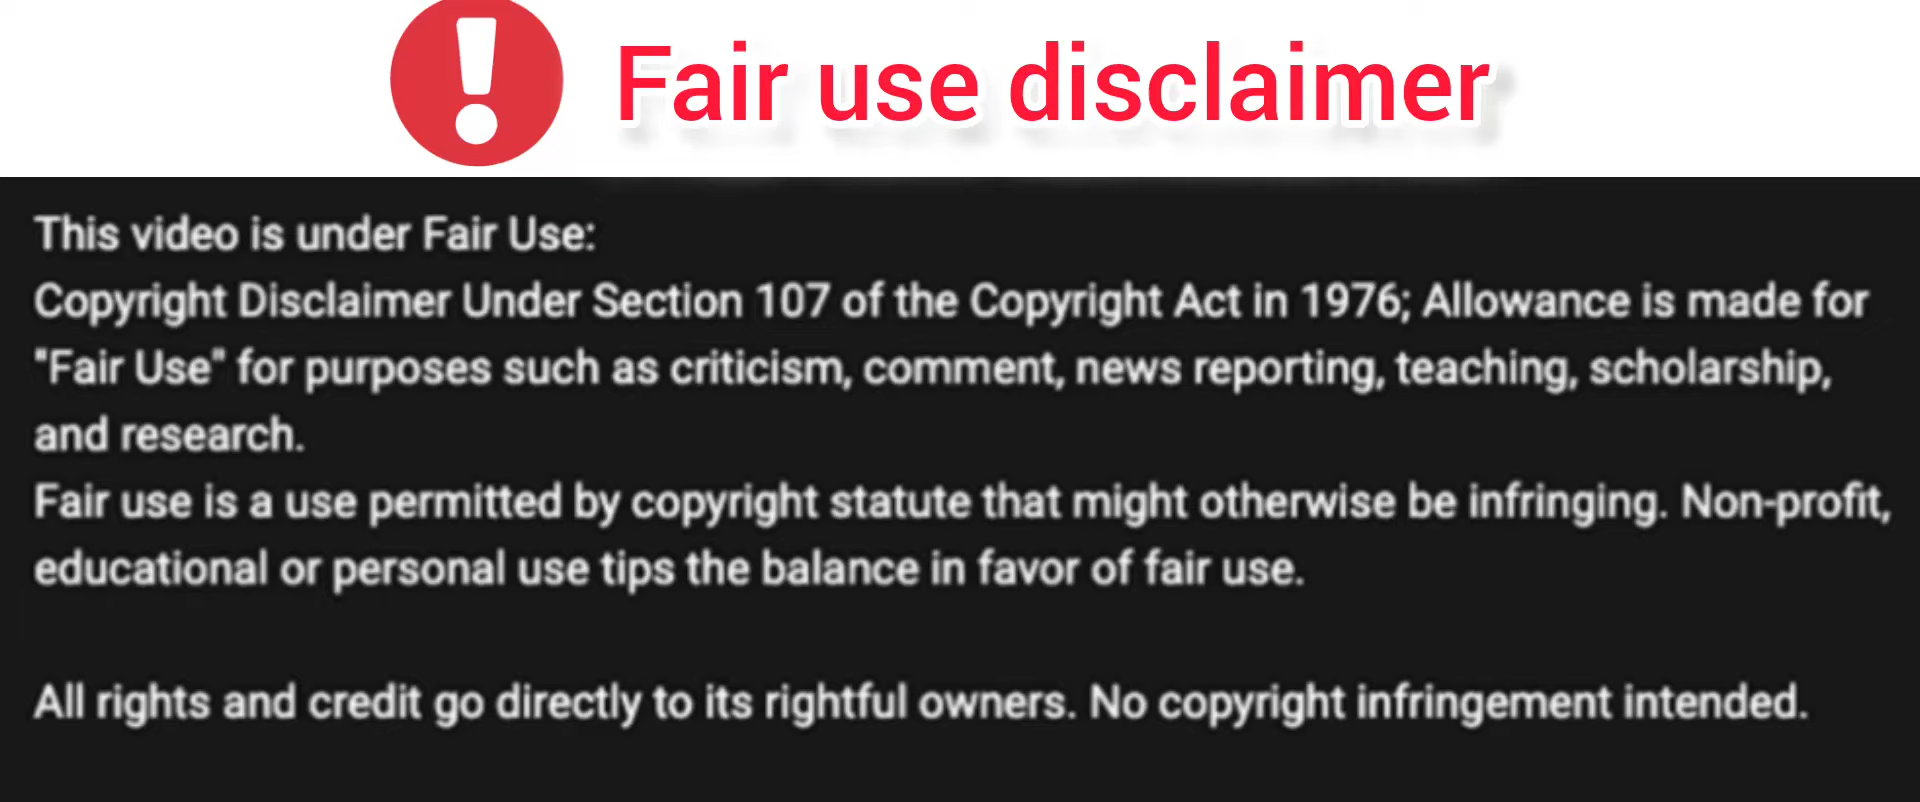 Fair use disclaimer
This video is under Fair Use:
Copyright Disclaimer Under Section 107 of the Copyright Act in 1976; Allowance is made for
"Fair Use" for purposes such as criticism, comment, news reporting, teaching, scholarship,
and research.
Fair use is a use permitted by copyright statute that might otherwise be infringing. Non-profit,
educational or personal use tips the balance in favor of fair use.
All rights and credit go directly to its rightful owners. No copyright infringement intended.